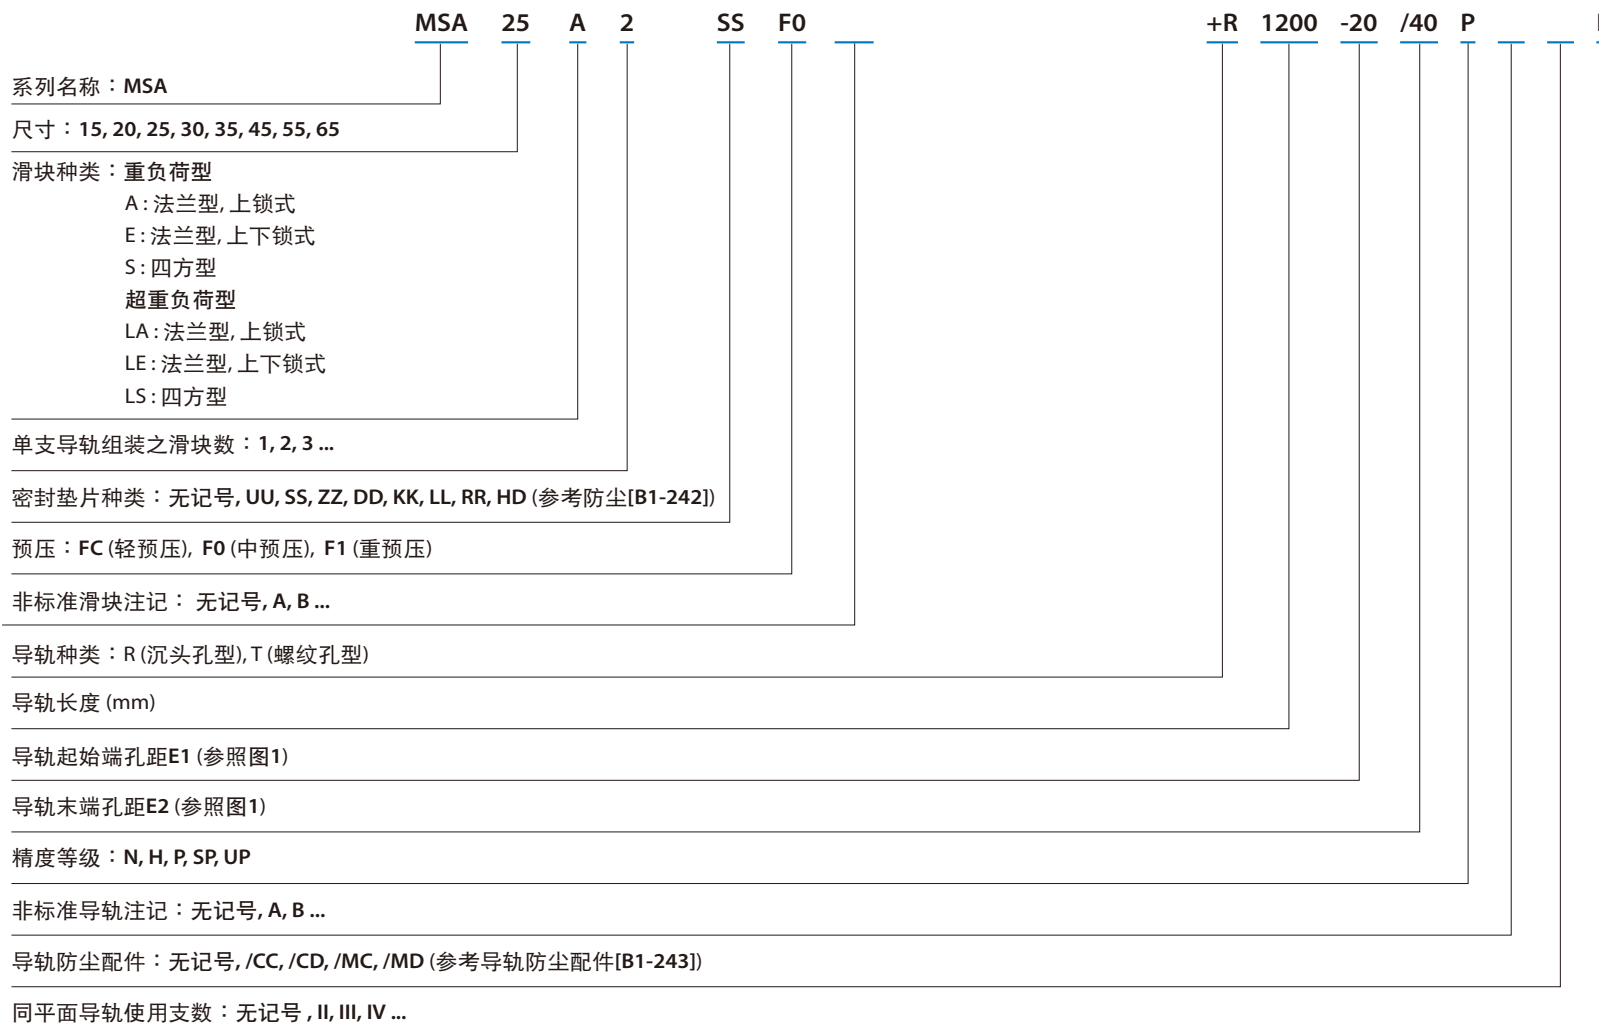 MSA 25 A 2 SS F0 +R 1200 -20 /40 P
系列名称：MSA
尺寸：15, 20, 25, 30, 35, 45, 55, 65
滑块种类：重负荷型
A : 法兰型, 上锁式
E : 法兰型, 上下锁式
S : 四方型
超重负荷型
LA : 法兰型, 上锁式
LE : 法兰型, 上下锁式
LS : 四方型
单支导轨组装之滑块数：1, 2, 3 ...
密封垫片种类：无记号, UU, SS, ZZ, DD, KK, LL, RR, HD (参考防尘[B1-242])
预压：FC (轻预压), F0 (中预压), F1 (重预压)
非标准滑块注记： 无记号, A, B ...
导轨种类：R (沉头孔型), T (螺纹孔型)
导轨长度 (mm)
导轨起始端孔距E1 (参照图1)
导轨末端孔距E2 (参照图1)
精度等级：N, H, P, SP, UP
非标准导轨注记：无记号, A, B ...
导轨防尘配件：无记号, /CC, /CD, /MC, /MD (参考导轨防尘配件[B1-243])
同平面导轨使用支数：无记号 , II, III, IV ...